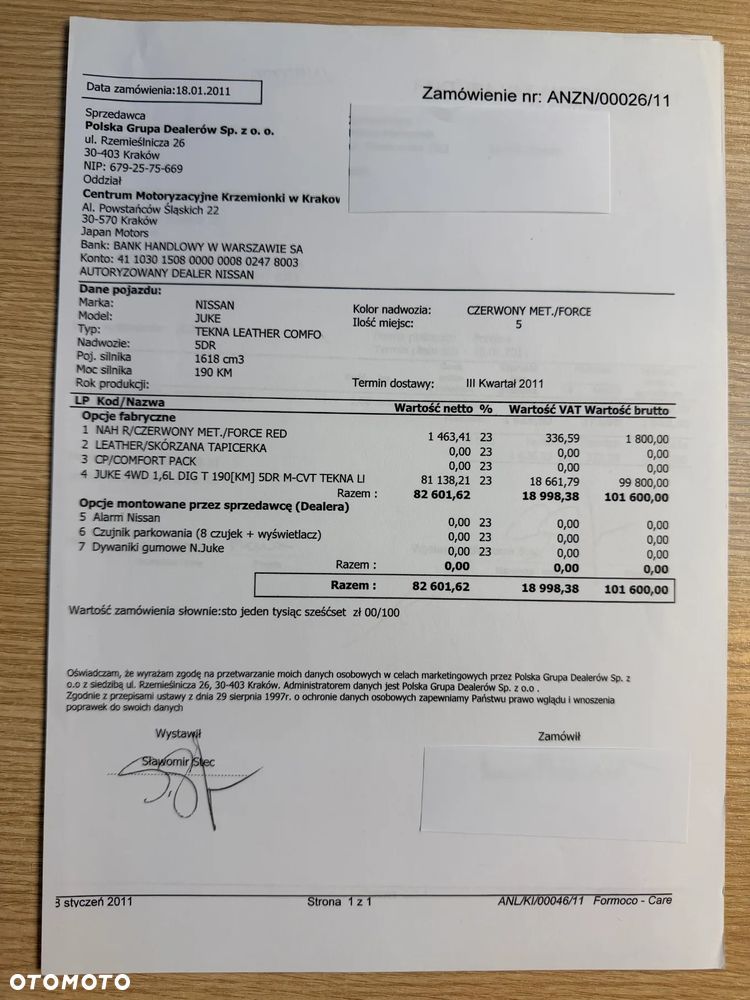 Data zamówienia:18.01.2011
Zamówienie nr: ANZN/00026/11
Sprzedawca
Polska Grupa Dealerów Sp. z o. o.
ul. Rzemieślnicza 26
30-403 Kraków
NIP: 679-25-75-669
Oddział
Centrum Motoryzacyjne Krzemionki w Krakow
Al. Powstańców Śląskich 22
30-570 Kraków
Japan Motors
Bank: BANK HANDLOWY W WARSZAWIE SA
Konto: 41 1030 1508 0000 0008 0247 8003
AUTORYZOWANY DEALER NISSAN
Dane pojazdu:
Marka: NISSAN Kolor nadwozia: CZERWONY MET./FORCE
Model: JUKE Ilość miejsc: 5
Typ: TEKNA LEATHER COMFO
Nadwozie: 5DR
Poj. silnika 1618 cm3
Moc silnika 190 KM
Rok produkcji: Termin dostawy: III Kwartał 2011
LP Kod/Nazwa Wartość netto % Wartość VAT Wartość brutto
Opcje fabryczne
1 NAH R/CZERWONY MET./FORCE RED 1 463,41 23 336,59 1 800,00
2 LEATHER/SKÓRZANA TAPICERKA 0,00 23 0,00 0,00
3 CP/COMFORT PACK 0,00 23 0,00 0,00
4 JUKE 4WD 1,6L DIG T 190[KM] 5DR M-CVT TEKNA LI 81 138,21 23 18 661,79 99 800,00
Razem : 82 601,62 18 998,38 101 600,00
Opcje montowane przez sprzedawcę (Dealera)
5 Alarm Nissan 0,00 23 0,00 0,00
6 Czujnik parkowania (8 czujek + wyświetlacz) 0,00 23 0,00 0,00
7 Dywaniki gumowe N.Juke 0,00 23 0,00 0,00
Razem : 0,00 0,00 0,00
Razem : 82 601,62 18 998,38 101 600,00
Wartość zamówienia słownie:sto jeden tysiąc sześćset zł 00/100
Oświadczam, że wyrażam zgodę na przetwarzanie moich danych osobowych w celach marketingowych przez Polska Grupa Dealerów Sp. z
o.o z siedzibą ul. Rzemieślnicza 26, 30-403 Kraków. Administratorem danych jest Polska Grupa Dealerów Sp. z o.o .
Zgodnie z przepisami ustawy z dnia 29 sierpnia 1997r. o ochronie danych osobowych zapewniamy Państwu prawo wglądu i wnoszenia
poprawek do swoich danych
Wystawił Zamówił
Sławomir Stec
8 styczeń 2011 Strona 1 z 1 ANL/KI/00046/11 Formoco - Care
OTOMOTO